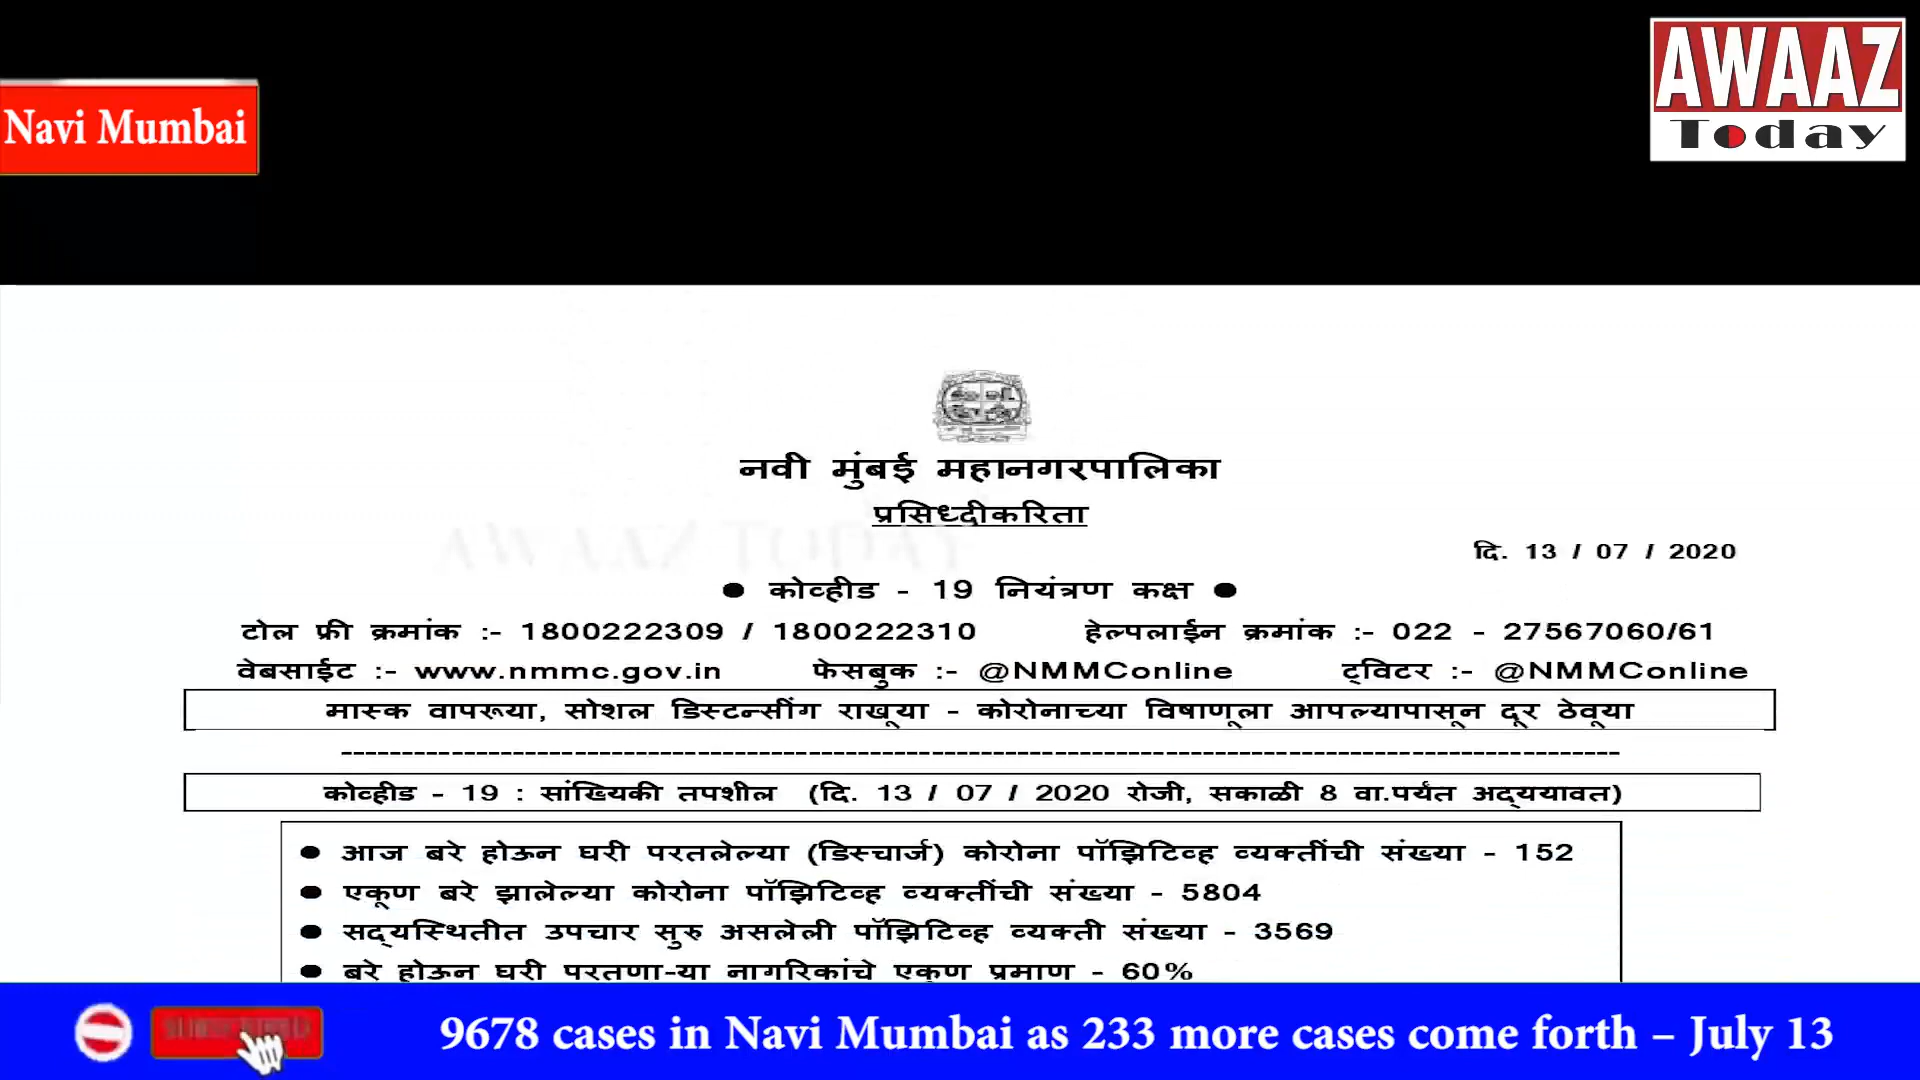 Navi Mumbai
AWAAZ
Today
नवी मुंबई महानगरपालिका
प्रसिध्दीकरिता
AWAAZ TODAY
दि. 13 / 07 / 2020
● कोव्हीड - 19 नियंत्रण कक्ष ●
टोल फ्री क्रमांक :- 1800222309 / 1800222310 हेल्पलाईन क्रमांक :- 022 - 27567060/61
वेबसाईट :- www.nmmc.gov.in फेसबुक :- @NMMConline ट्विटर :- @NMMConline
मास्क वापरूया, सोशल डिस्टन्सींग राखूया - कोरोनाच्या विषाणूला आपल्यापासून दूर ठेवूया
कोव्हीड - 19 : सांख्यिकी तपशील (दि. 13 / 07 / 2020 रोजी, सकाळी 8 वा.पर्यंत अद्ययावत)
● आज बरे होऊन घरी परतलेल्या (डिस्चार्ज) कोरोना पॉझिटिव्ह व्यक्तींची संख्या - 152
● एकूण बरे झालेल्या कोरोना पॉझिटिव्ह व्यक्तींची संख्या - 5804
● सद्यस्थितीत उपचार सुरु असलेली पॉझिटिव्ह व्यक्ती संख्या - 3569
● बरे होऊन घरी परतणा-या नागरिकांचे एकूण प्रमाण - 60%
9678 cases in Navi Mumbai as 233 more cases come forth – July 13